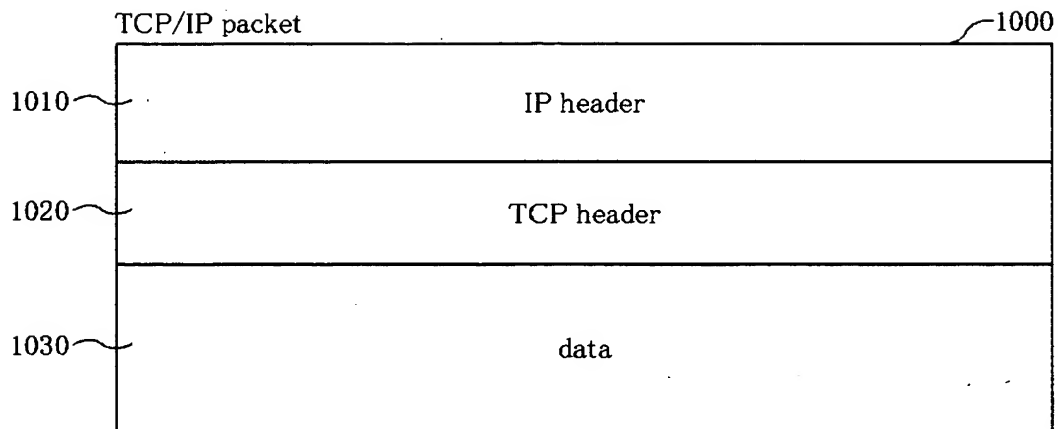 TCP/IP packet
1000
1010
IP header
1020
TCP header
1030
data